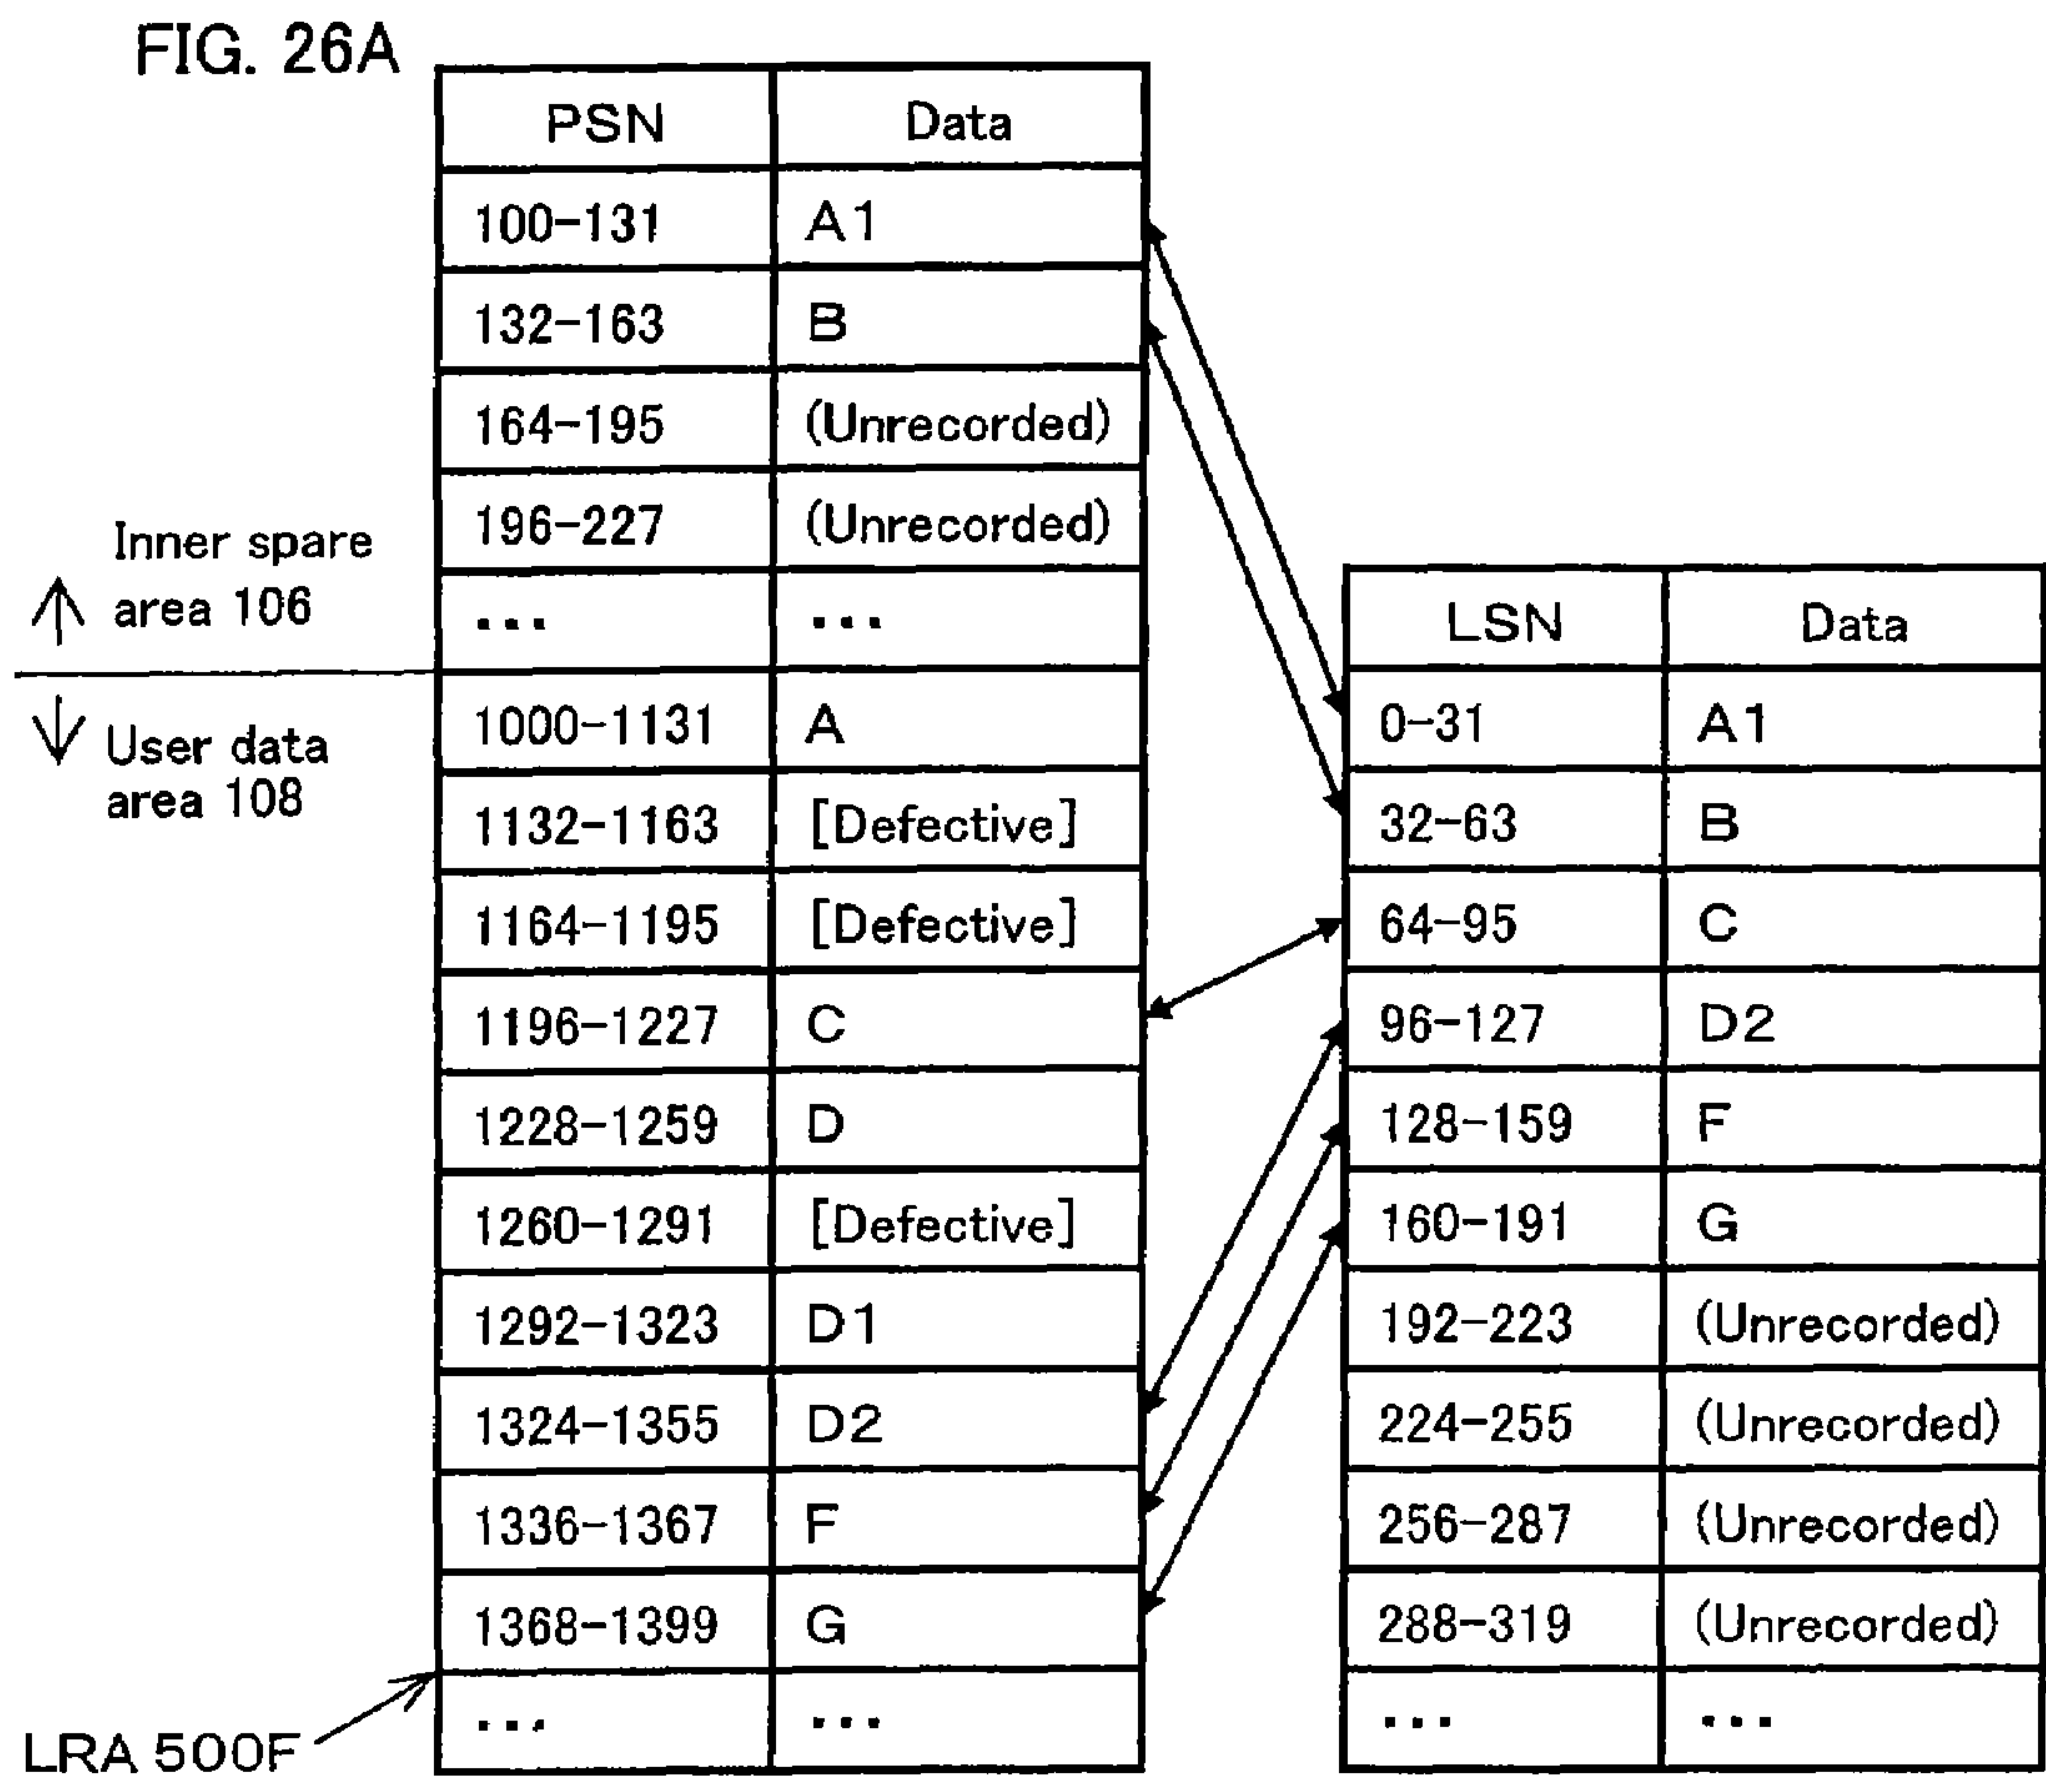 FIG. 26A
PSN Data
100-131 A1
132-163 B
164-195 (Unrecorded)
196-227 (Unrecorded)
... ...
1000-1131 A
1132-1163 [Defective]
1164-1195 [Defective]
1196-1227 C
1228-1259 D
1260-1291 [Defective]
1292-1323 D1
1324-1355 D2
1336-1367 F
1368-1399 G
... ...
Inner spare
area 106
User data
area 108
LRA 500F
LSN Data
0-31 A1
32-63 B
64-95 C
96-127 D2
128-159 F
160-191 G
192-223 (Unrecorded)
224-255 (Unrecorded)
256-287 (Unrecorded)
288-319 (Unrecorded)
... ...